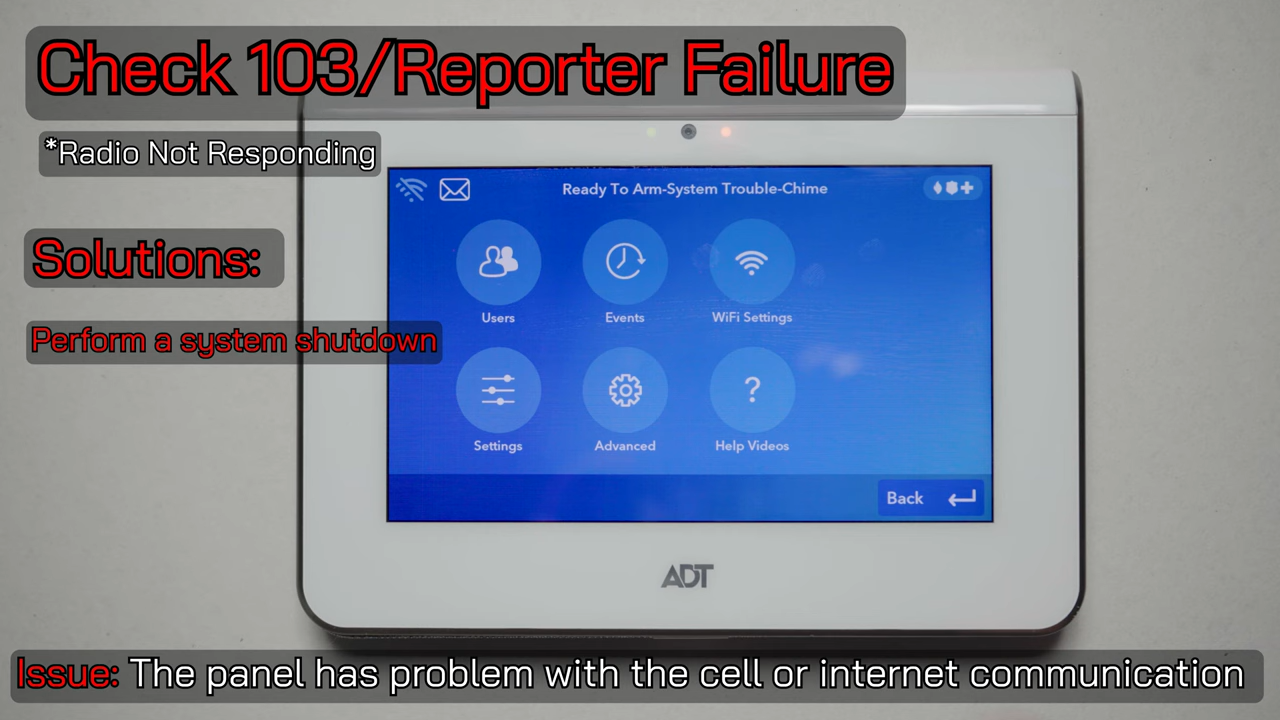 Check 103/Reporter Failure
*Radio Not Responding
Ready To Arm-System Trouble-Chime
Solutions:
Users
Events
WiFi Settings
Perform a system shutdown
Settings
Advanced
?
Help Videos
Back
ADT
Issue: The panel has problem with the cell or internet communication